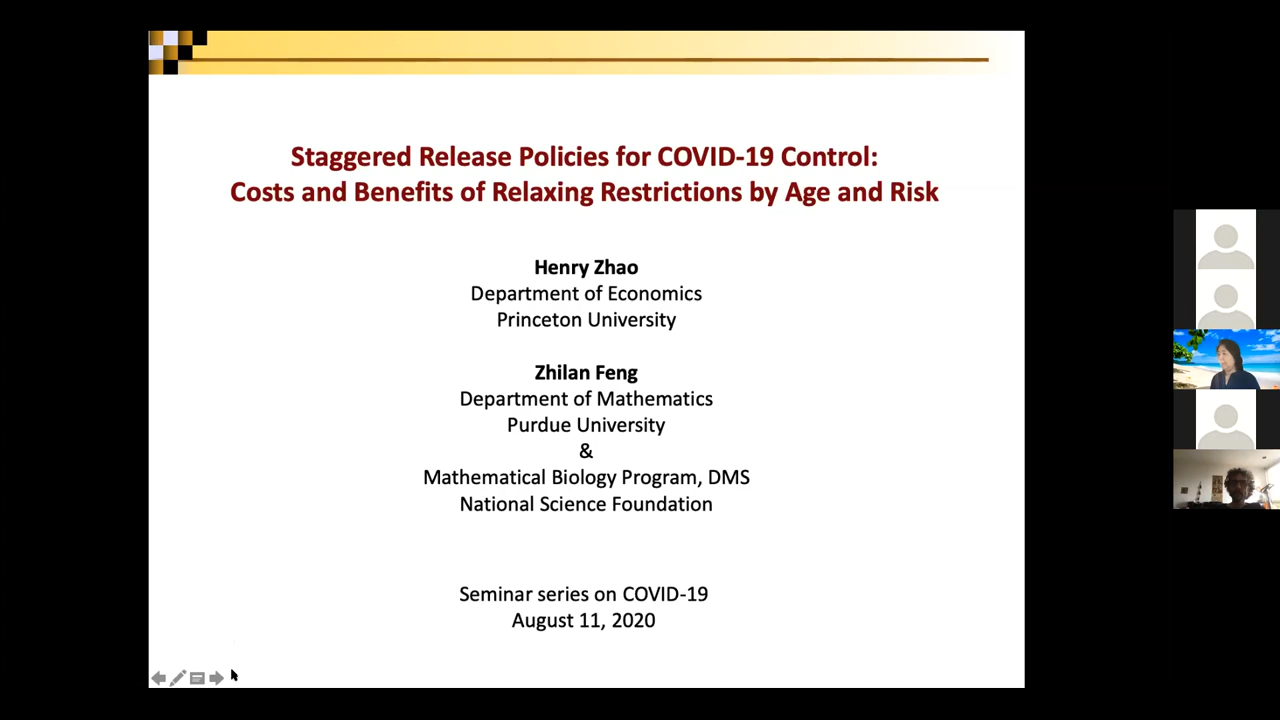 Staggered Release Policies for COVID-19 Control:
Costs and Benefits of Relaxing Restrictions by Age and Risk
Henry Zhao
Department of Economics
Princeton University
Zhilan Feng
Department of Mathematics
Purdue University
&
Mathematical Biology Program, DMS
National Science Foundation
Seminar series on COVID-19
August 11, 2020